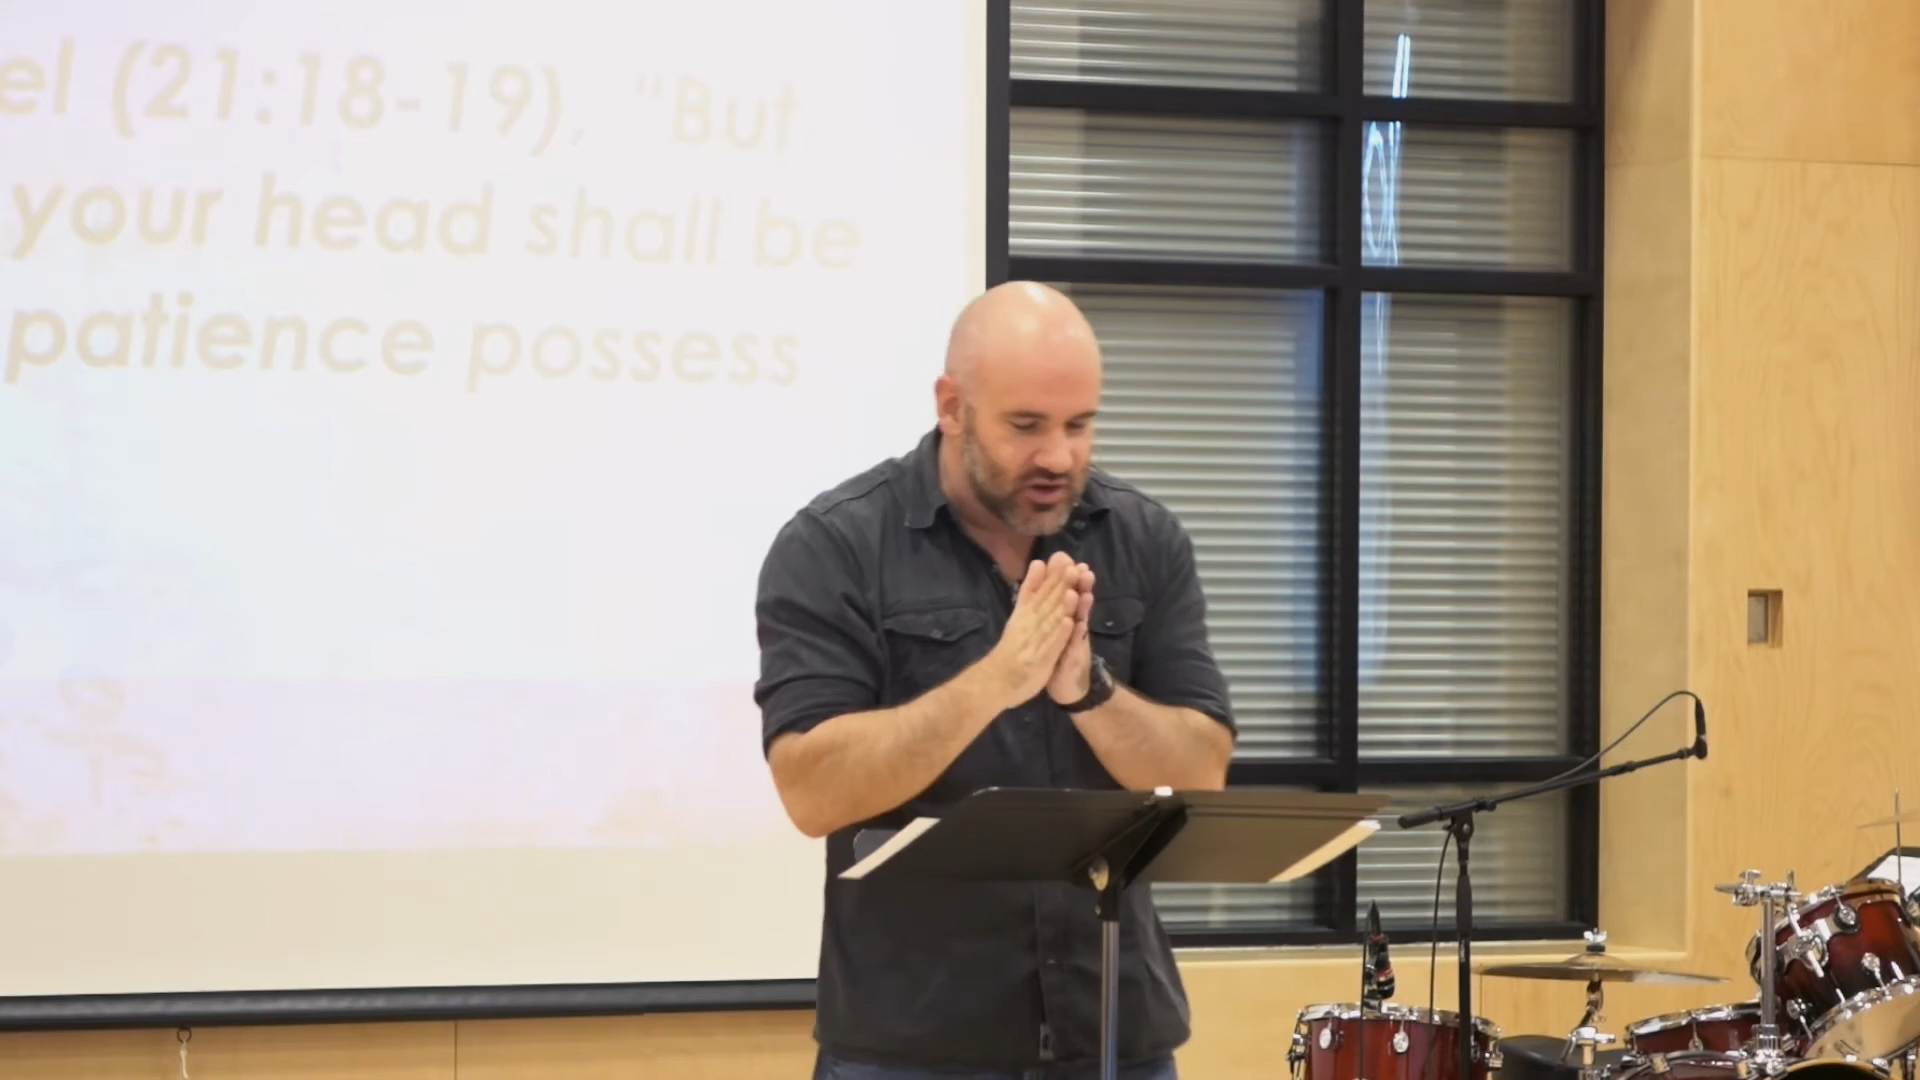 el (21:18-19), “But
your head shall be
patience possess